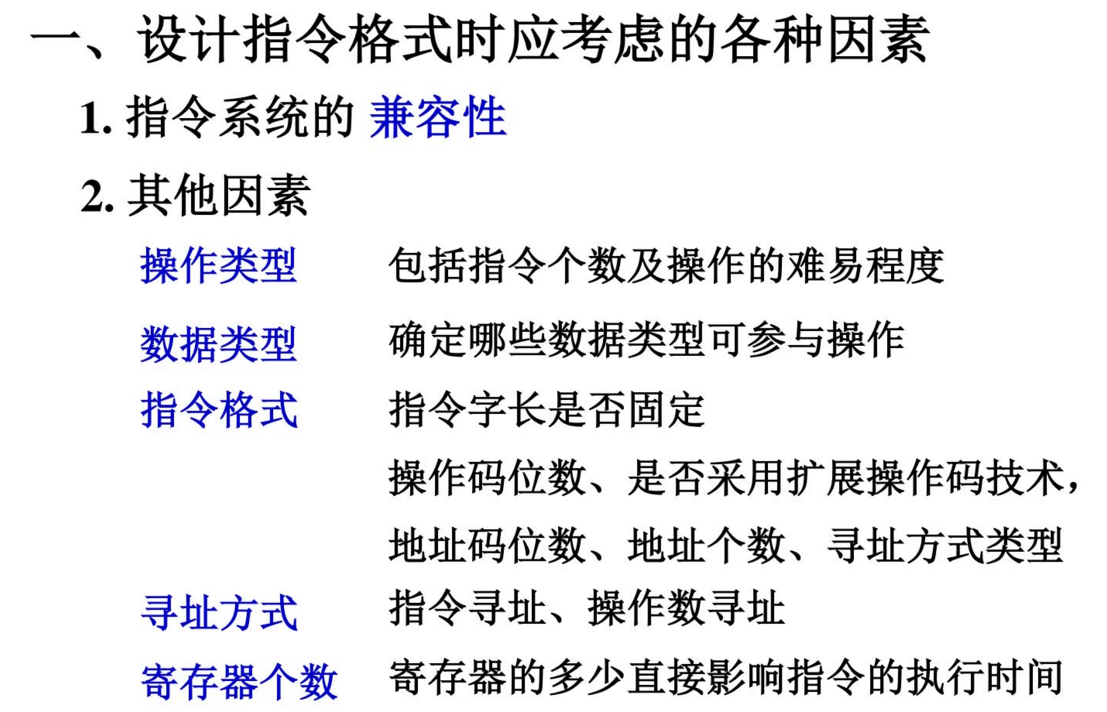 一、设计指令格式时应考虑的各种因素
1. 指令系统的 兼容性
2. 其他因素
操作类型 包括指令个数及操作的难易程度
数据类型 确定哪些数据类型可参与操作
指令格式 指令字长是否固定
操作码位数、是否采用扩展操作码技术，
地址码位数、地址个数、寻址方式类型
寻址方式 指令寻址、操作数寻址
寄存器个数 寄存器的多少直接影响指令的执行时间